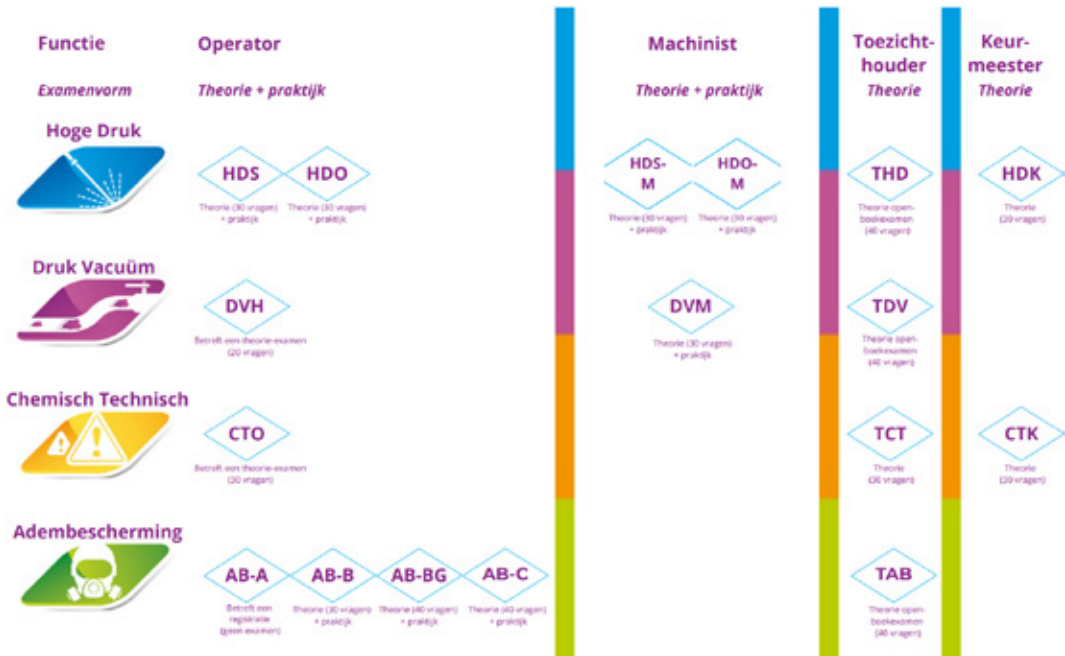 Functie
Operator
Machinist
Toezicht-
houder
Keur-
meester
Examenvorm
Theorie + praktijk
Theorie + praktijk
Theorie
Theorie
Hoge Druk
HDS
HDO
HDS-
M
HDO-
M
THD
HDK
Theorie (30 vragen)
+ praktijk
Theorie (30 vragen)
+ praktijk
Theorie (30 vragen)
+ praktijk
Theorie (30 vragen)
+ praktijk
Theorie open-
boekexamen
(40 vragen)
Theorie
(20 vragen)
Druk Vacuüm
DVH
DVM
TDV
Betreft een theorie-examen
(20 vragen)
Theorie (30 vragen)
+ praktijk
Theorie open-
boekexamen
(40 vragen)
Chemisch Technisch
CTO
TCT
CTK
Betreft een theorie-examen
Theorie
Theorie
(20 vragen)
Adembescherming
AB-A
AB-B
AB-BG
AB-C
TAB
Betreft een
registratie
(geen examen)
Theorie (30 vragen)
+ praktijk
Theorie (40 vragen)
+ praktijk
Theorie (40 vragen)
+ praktijk
Theorie open-
boekexamen
(40 vragen)